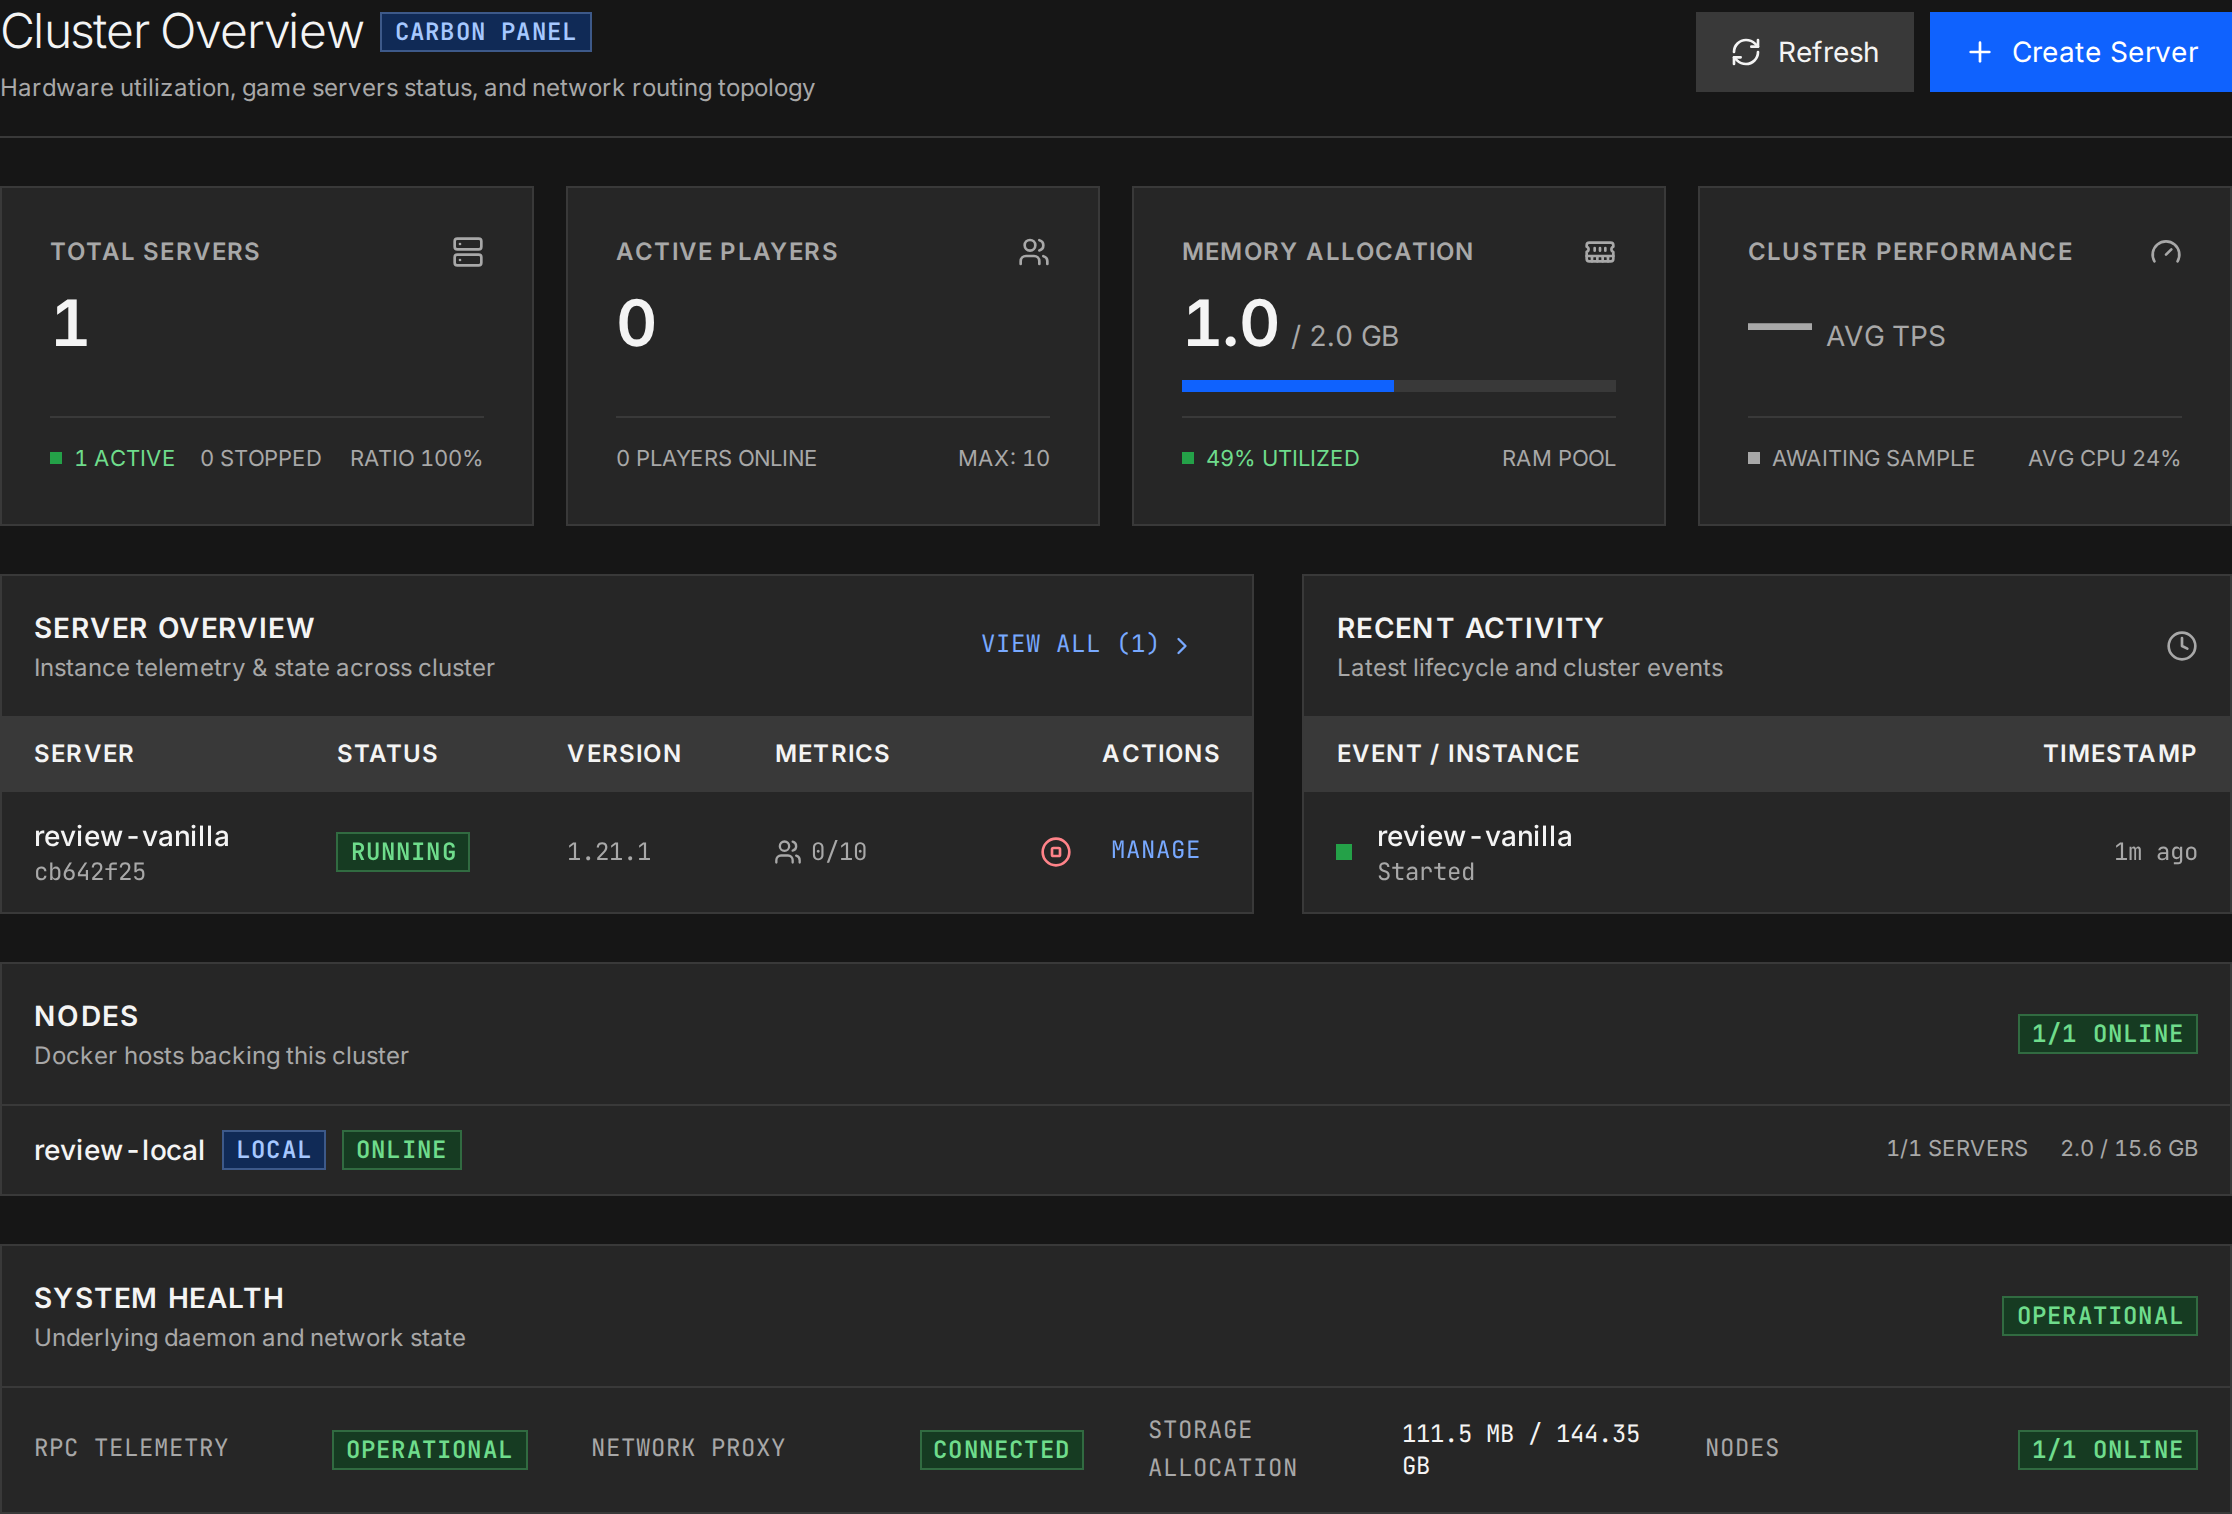 Cluster Overview CARBON PANEL
Hardware utilization, game servers status, and network routing topology
Refresh
Create Server
TOTAL SERVERS
1
1 ACTIVE 0 STOPPED RATIO 100%
ACTIVE PLAYERS
0
0 PLAYERS ONLINE MAX: 10
MEMORY ALLOCATION
1.0 / 2.0 GB
49% UTILIZED RAM POOL
CLUSTER PERFORMANCE
— AVG TPS
AWAITING SAMPLE AVG CPU 24%
SERVER OVERVIEW
Instance telemetry & state across cluster
VIEW ALL (1)
SERVER STATUS VERSION METRICS ACTIONS
review-vanilla
cb642f25
RUNNING 1.21.1 0/10 MANAGE
RECENT ACTIVITY
Latest lifecycle and cluster events
EVENT / INSTANCE TIMESTAMP
review-vanilla
Started
1m ago
NODES
Docker hosts backing this cluster
1/1 ONLINE
review-local LOCAL ONLINE 1/1 SERVERS 2.0 / 15.6 GB
SYSTEM HEALTH
Underlying daemon and network state
OPERATIONAL
RPC TELEMETRY OPERATIONAL
NETWORK PROXY CONNECTED
STORAGE
ALLOCATION
111.5 MB / 144.35
GB
NODES 1/1 ONLINE